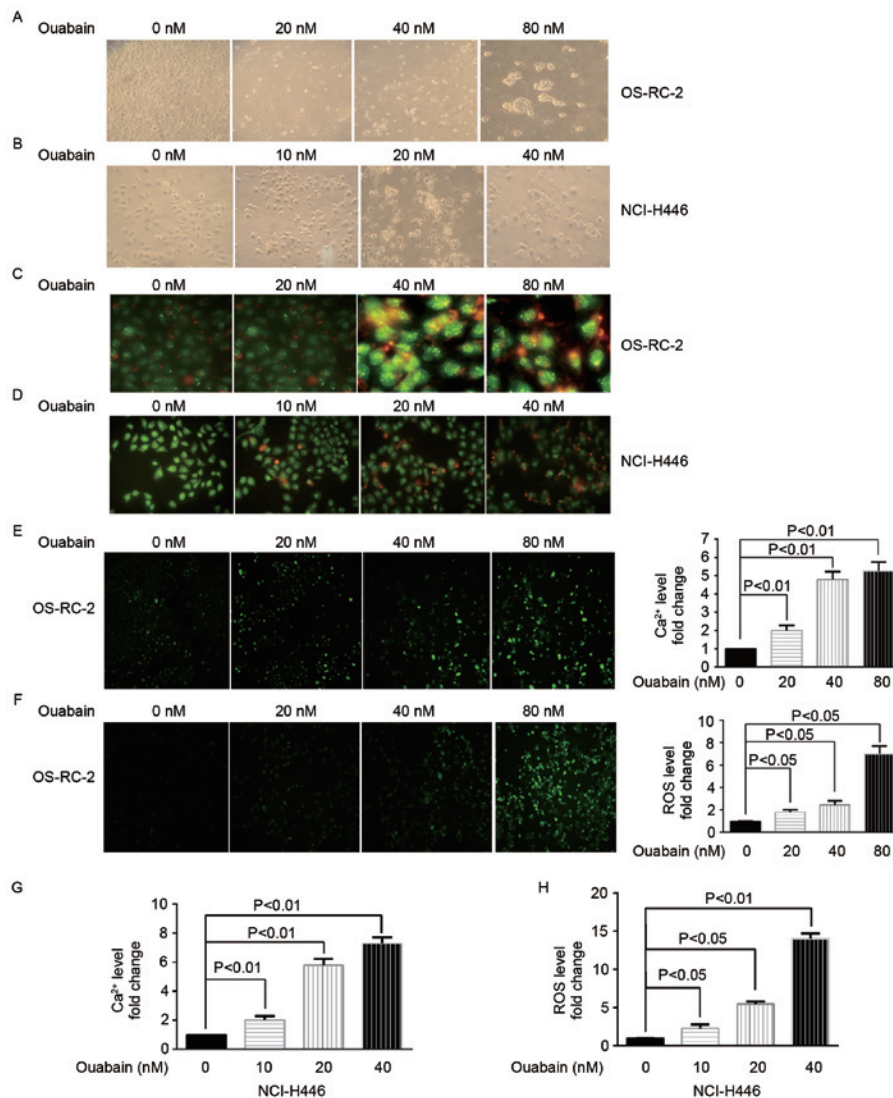 A
Ouabain 0 nM 20 nM 40 nM 80 nM
OS-RC-2
B
Ouabain 0 nM 10 nM 20 nM 40 nM
NCI-H446
C
Ouabain 0 nM 20 nM 40 nM 80 nM
OS-RC-2
D
Ouabain 0 nM 10 nM 20 nM 40 nM
NCI-H446
E
Ouabain 0 nM 20 nM 40 nM 80 nM
OS-RC-2
Ca²⁺ level
fold change
7
6
5
4
3
2
1
0
P<0.01
P<0.01
P<0.01
Ouabain (nM) 0 20 40 80
F
Ouabain 0 nM 20 nM 40 nM 80 nM
OS-RC-2
ROS level
fold change
10
8
6
4
2
0
P<0.05
P<0.05
P<0.05
Ouabain (nM) 0 20 40 80
G
Ca²⁺ level
fold change
10
8
6
4
2
0
P<0.01
P<0.01
P<0.01
Ouabain (nM) 0 10 20 40
NCI-H446
H
ROS level
fold change
20
15
10
5
0
P<0.01
P<0.05
P<0.05
Ouabain (nM) 0 10 20 40
NCI-H446